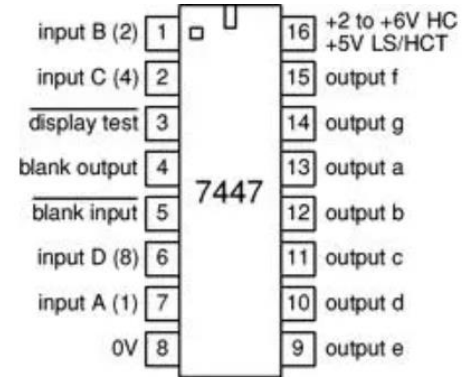 input B (2) 1
input C (4) 2
display test 3
blank output 4
blank input 5
input D (8) 6
input A (1) 7
0V 8
7447
16 +2 to +6V HC
+5V LS/HCT
15 output f
14 output g
13 output a
12 output b
11 output c
10 output d
9 output e